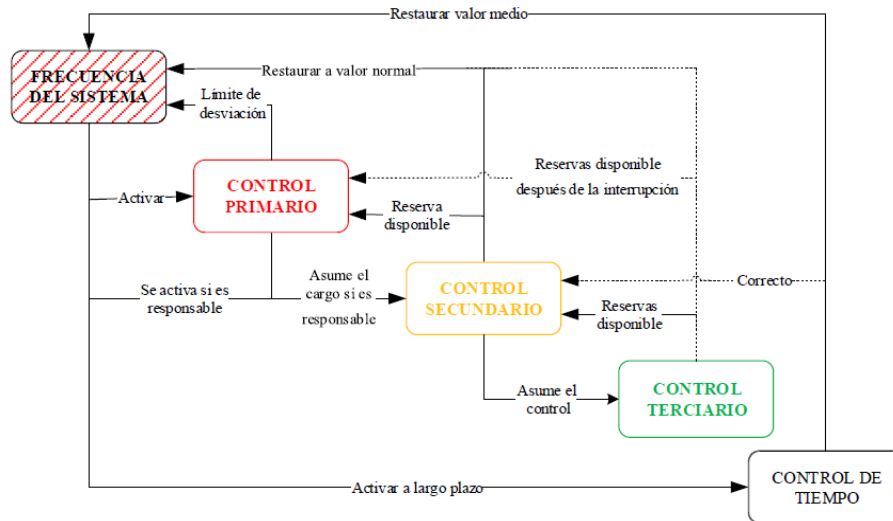 Restaurar valor medio
FRECUENCIA
DEL SISTEMA
Restaurar a valor normal
Límite de
desviación
Reservas disponible
después de la interrupción
Activar
CONTROL
PRIMARIO
Reserva
disponible
Se activa si es
responsable
Asume el
cargo si es
responsable
CONTROL
SECUNDARIO
Correcto
Reservas
disponible
Asume el
control
CONTROL
TERCIARIO
Activar a largo plazo
CONTROL DE
TIEMPO